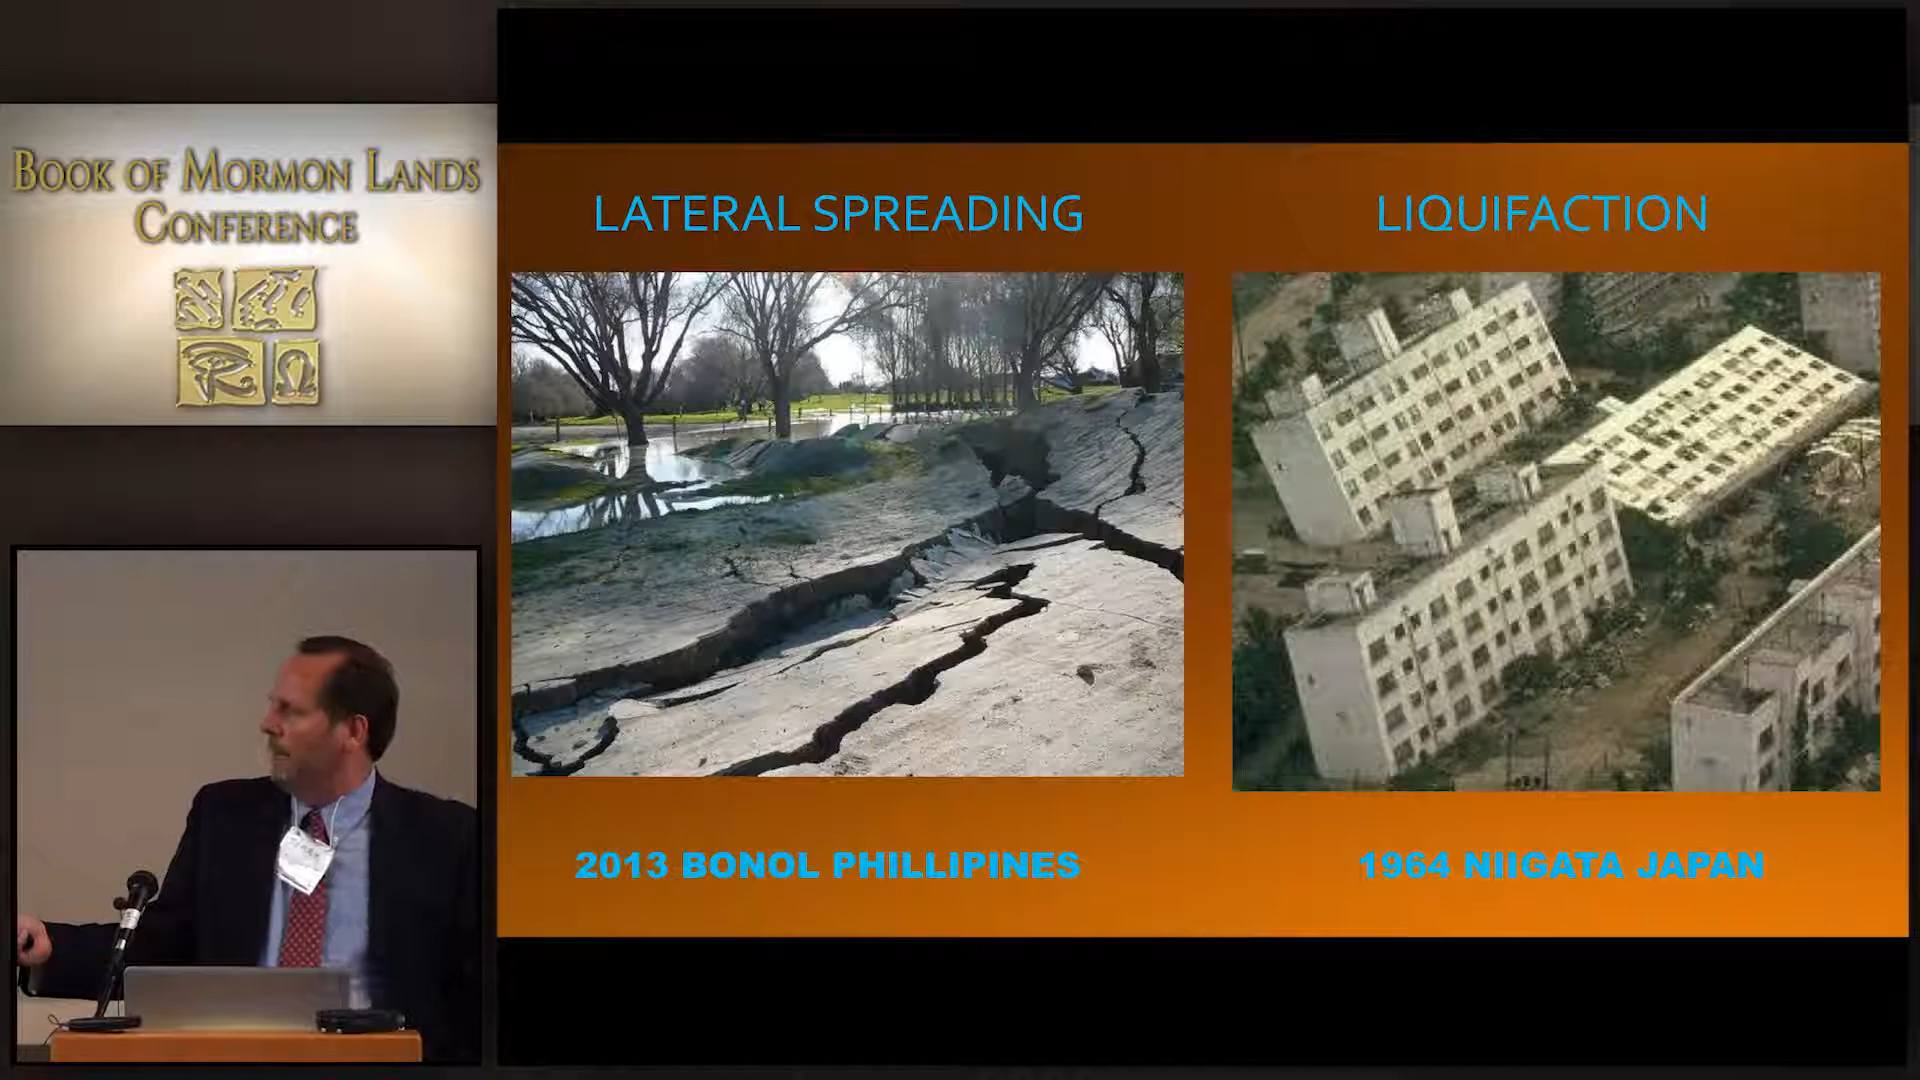 BOOK OF MORMON LANDS
CONFERENCE
LATERAL SPREADING
LIQUIFACTION
2013 BONOL PHILLIPINES
1964 NIIGATA JAPAN